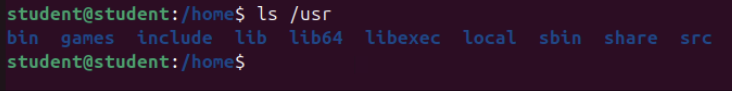 student@student:/home$ ls /usr
bin  games  include  lib  lib64  libexec  local  sbin  share  src
student@student:/home$